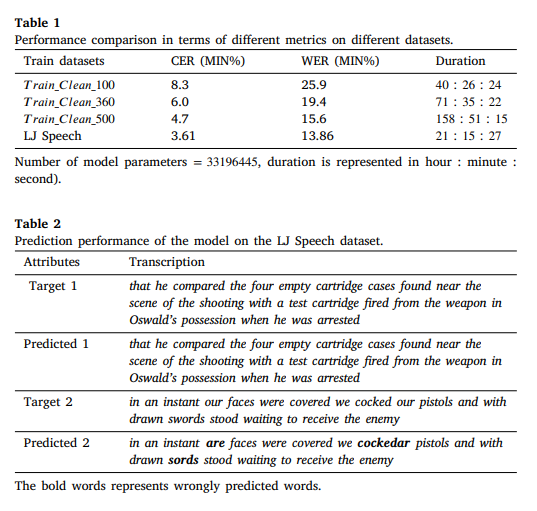 Table 1
Performance comparison in terms of different metrics on different datasets.
Train datasets CER (MIN%) WER (MIN%) Duration
Train_Clean_100 8.3 25.9 40 : 26 : 24
Train_Clean_360 6.0 19.4 71 : 35 : 22
Train_Clean_500 4.7 15.6 158 : 51 : 15
LJ Speech 3.61 13.86 21 : 15 : 27
Number of model parameters = 33196445, duration is represented in hour : minute :
second).
Table 2
Prediction performance of the model on the LJ Speech dataset.
Attributes Transcription
Target 1 that he compared the four empty cartridge cases found near the
scene of the shooting with a test cartridge fired from the weapon in
Oswald's possession when he was arrested
Predicted 1 that he compared the four empty cartridge cases found near the
scene of the shooting with a test cartridge fired from the weapon in
Oswald's possession when he was arrested
Target 2 in an instant our faces were covered we cocked our pistols and with
drawn swords stood waiting to receive the enemy
Predicted 2 in an instant are faces were covered we cockedar pistols and with
drawn sords stood waiting to receive the enemy
The bold words represents wrongly predicted words.